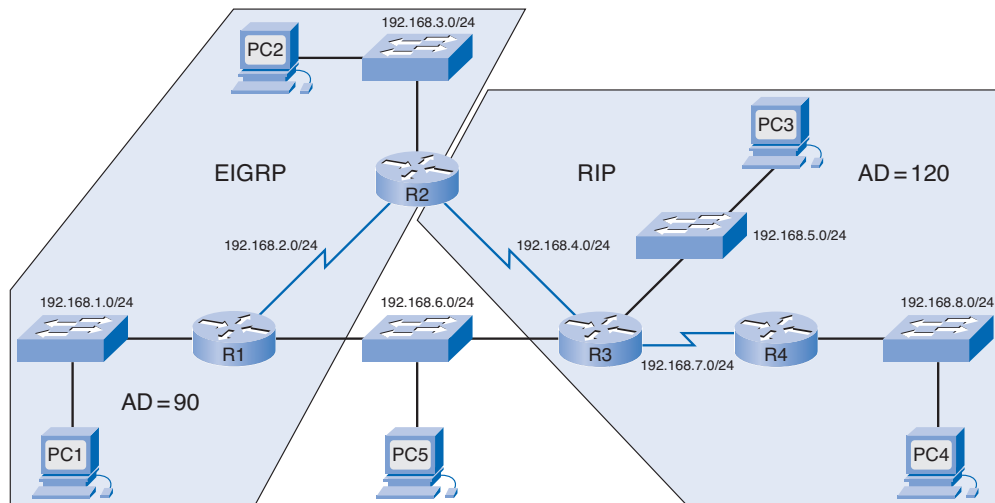 192.168.3.0/24
PC2
PC3
EIGRP
RIP
AD = 120
R2
192.168.2.0/24
192.168.4.0/24
192.168.5.0/24
192.168.1.0/24
192.168.6.0/24
192.168.8.0/24
R1
R3
R4
192.168.7.0/24
AD = 90
PC1
PC5
PC4